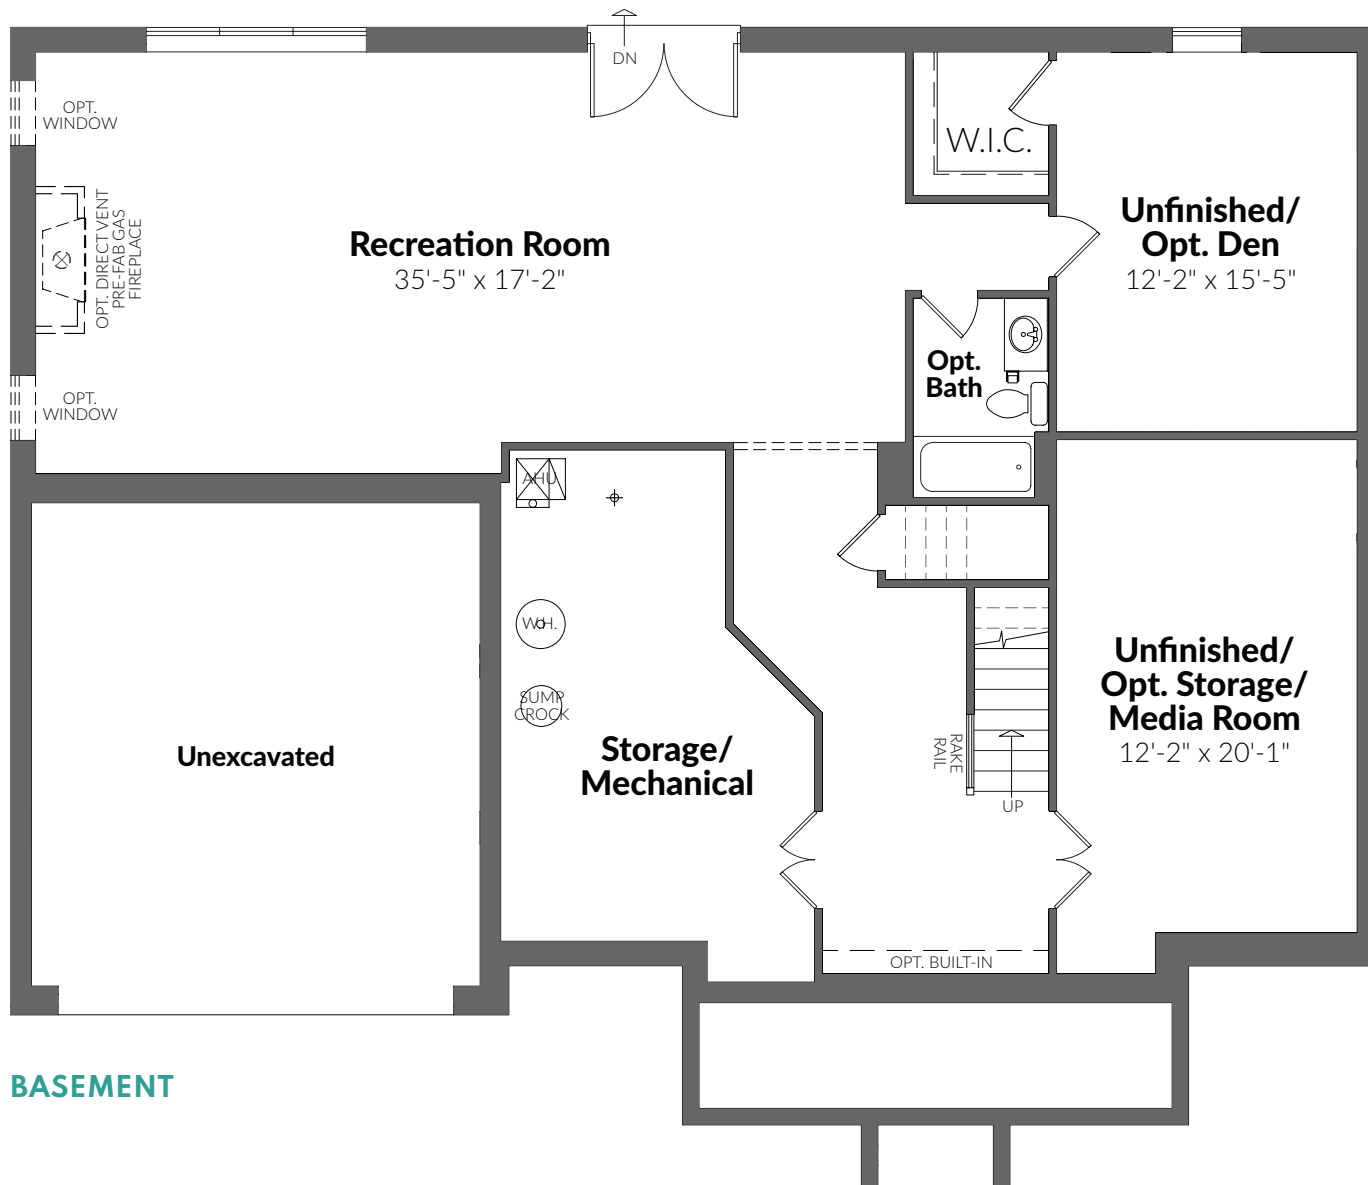 DN
OPT.
WINDOW
W.I.C.
OPT. DIRECT VENT
PRE-FAB GAS
FIREPLACE
Recreation Room
35'-5" x 17'-2"
Unfinished/
Opt. Den
12'-2" x 15'-5"
Opt.
Bath
OPT.
WINDOW
AHU
W.H.
SUMP
CROCK
Unexcavated
Storage/
Mechanical
RAKE
RAIL
UP
Unfinished/
Opt. Storage/
Media Room
12'-2" x 20'-1"
OPT. BUILT-IN
BASEMENT